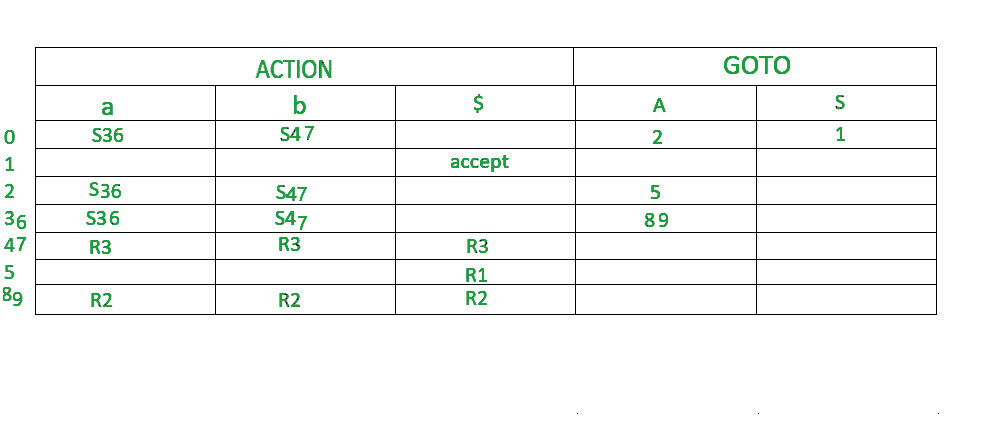 ACTION GOTO
a b $ A S
0 S36 S47 2 1
1 accept
2 S36 S47 5
36 S36 S47 89
47 R3 R3 R3
5 R1
89 R2 R2 R2